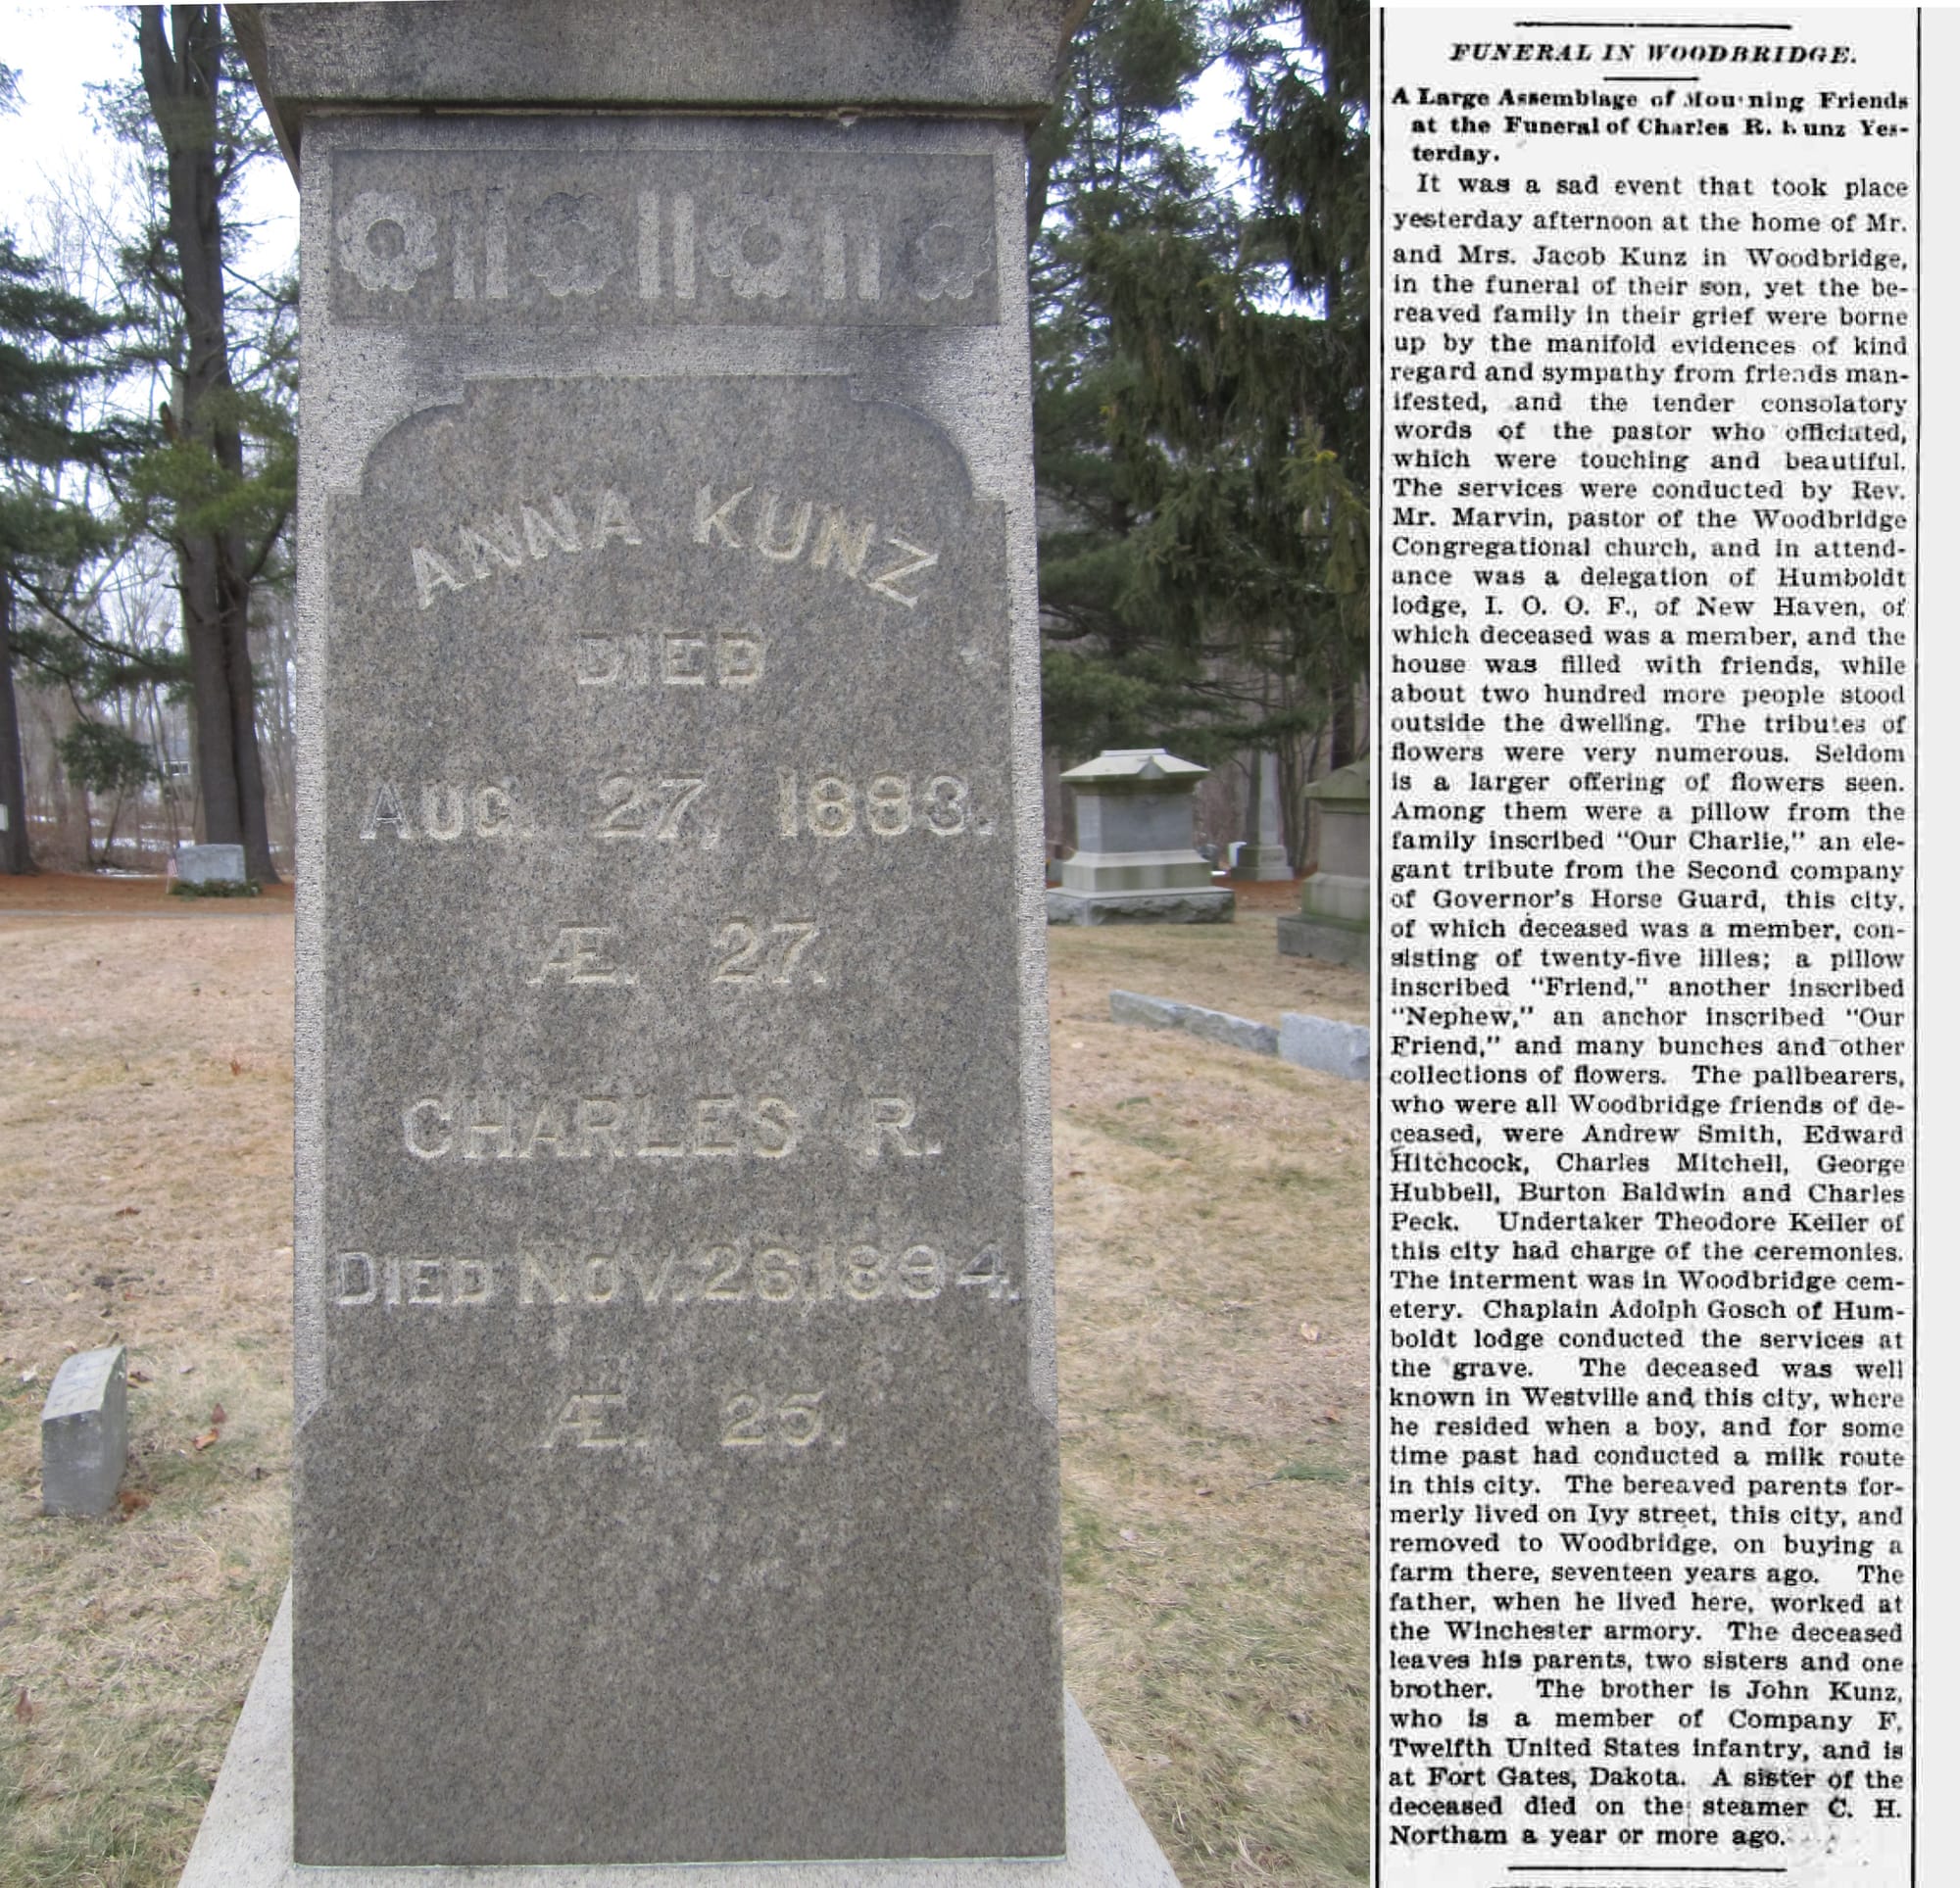 ANNA KUNZ
DIED
AUG. 27, 1893.
Æ. 27.
CHARLES R.
DIED NOV. 26, 1894.
Æ. 25.
FUNERAL IN WOODBRIDGE.
A Large Assemblage of Mourning Friends
at the Funeral of Charles R. Kunz Yes-
terday.
It was a sad event that took place
yesterday afternoon at the home of Mr.
and Mrs. Jacob Kunz in Woodbridge,
in the funeral of their son, yet the be-
reaved family in their grief were borne
up by the manifold evidences of kind
regard and sympathy from friends man-
ifested, and the tender consolatory
words of the pastor who officiated,
which were touching and beautiful.
The services were conducted by Rev.
Mr. Marvin, pastor of the Woodbridge
Congregational church, and in attend-
ance was a delegation of Humboldt
lodge, I. O. O. F., of New Haven, of
which deceased was a member, and the
house was filled with friends, while
about two hundred more people stood
outside the dwelling. The tributes of
flowers were very numerous. Seldom
is a larger offering of flowers seen.
Among them were a pillow from the
family inscribed "Our Charlie," an ele-
gant tribute from the Second company
of Governor's Horse Guard, this city,
of which deceased was a member, con-
sisting of twenty-five lilies; a pillow
inscribed "Friend," another inscribed
"Nephew," an anchor inscribed "Our
Friend," and many bunches and other
collections of flowers. The pallbearers,
who were all Woodbridge friends of de-
ceased, were Andrew Smith, Edward
Hitchcock, Charles Mitchell, George
Hubbell, Burton Baldwin and Charles
Peck. Undertaker Theodore Keiler of
this city had charge of the ceremonies.
The interment was in Woodbridge cem-
etery. Chaplain Adolph Gosch of Hum-
boldt lodge conducted the services at
the grave. The deceased was well
known in Westville and this city, where
he resided when a boy, and for some
time past had conducted a milk route
in this city. The bereaved parents for-
merly lived on Ivy street, this city, and
removed to Woodbridge, on buying a
farm there, seventeen years ago. The
father, when he lived here, worked at
the Winchester armory. The deceased
leaves his parents, two sisters and one
brother. The brother is John Kunz,
who is a member of Company F,
Twelfth United States infantry, and is
at Fort Gates, Dakota. A sister of the
deceased died on the steamer C. H.
Northam a year or more ago.